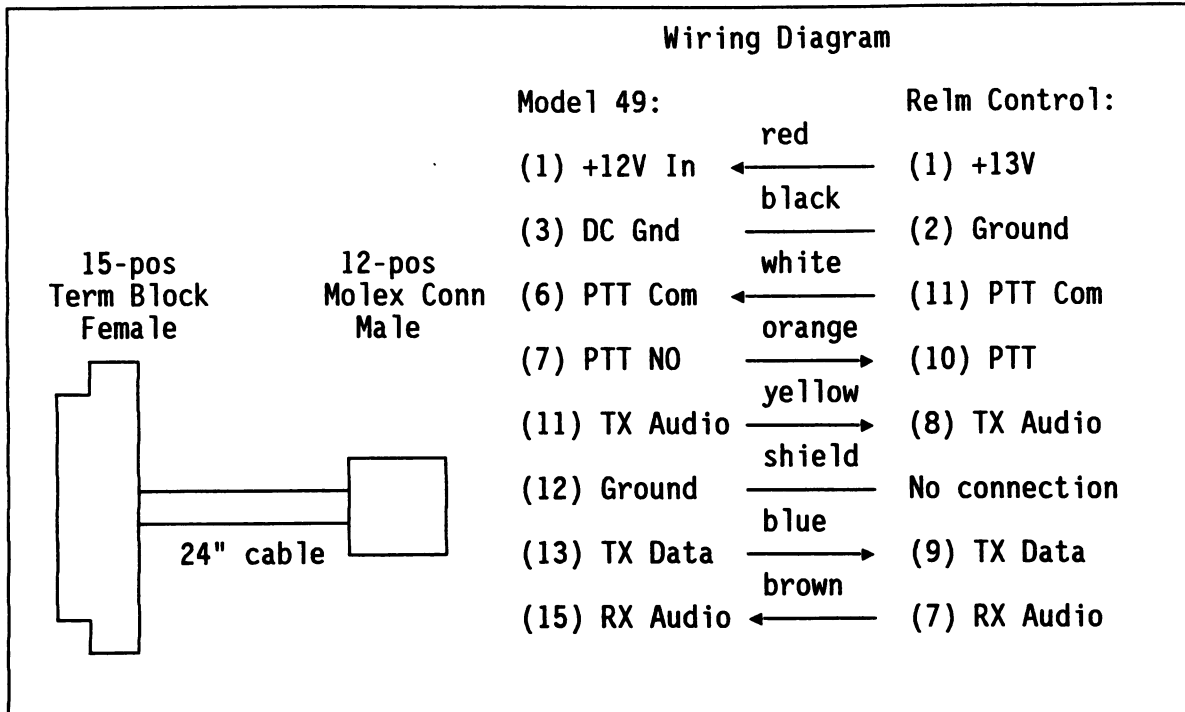 Wiring Diagram
Model 49: Relm Control:
red
(1) +12V In (1) +13V
black
(3) DC Gnd (2) Ground
white
(6) PTT Com (11) PTT Com
orange
(7) PTT NO (10) PTT
yellow
(11) TX Audio (8) TX Audio
shield
(12) Ground No connection
blue
(13) TX Data (9) TX Data
brown
(15) RX Audio (7) RX Audio
15-pos
Term Block
Female
12-pos
Molex Conn
Male
24" cable